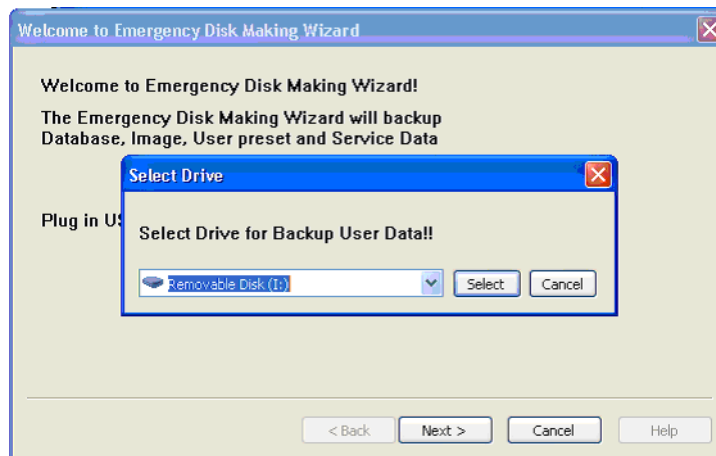 Welcome to Emergency Disk Making Wizard
Welcome to Emergency Disk Making Wizard!
The Emergency Disk Making Wizard will backup
Database, Image, User preset and Service Data
Select Drive
Plug in
Select Drive for Backup User Data!!
Removable Disk (I:)
Select
Cancel
< Back
Next >
Cancel
Help